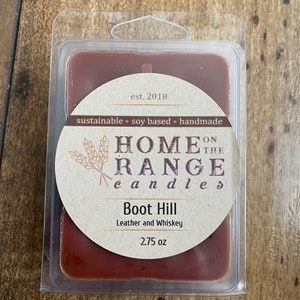 est. 2018
sustainable • soy based • handmade
HOME ON
THE
RANGE
candles
Boot Hill
Leather and Whiskey
2.75 oz